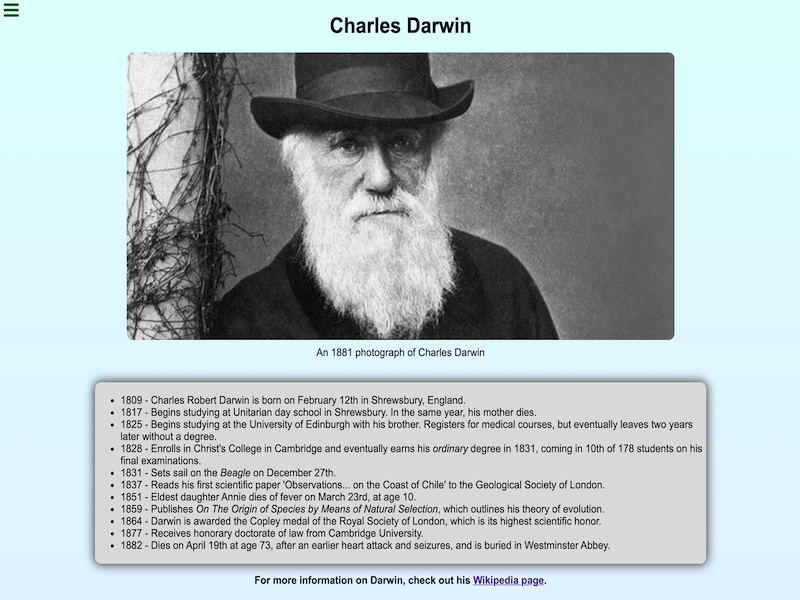 Charles Darwin
An 1881 photograph of Charles Darwin
1809 - Charles Robert Darwin is born on February 12th in Shrewsbury, England.
1817 - Begins studying at Unitarian day school in Shrewsbury. In the same year, his mother dies.
1825 - Begins studying at the University of Edinburgh with his brother. Registers for medical courses, but eventually leaves two years
later without a degree.
1828 - Enrolls in Christ's College in Cambridge and eventually earns his ordinary degree in 1831, coming in 10th of 178 students on his
final examinations.
1831 - Sets sail on the Beagle on December 27th.
1837 - Reads his first scientific paper 'Observations... on the Coast of Chile' to the Geological Society of London.
1851 - Eldest daughter Annie dies of fever on March 23rd, at age 10.
1859 - Publishes On The Origin of Species by Means of Natural Selection, which outlines his theory of evolution.
1864 - Darwin is awarded the Copley medal of the Royal Society of London, which is its highest scientific honor.
1877 - Receives honorary doctorate of law from Cambridge University.
1882 - Dies on April 19th at age 73, after an earlier heart attack and seizures, and is buried in Westminster Abbey.
For more information on Darwin, check out his Wikipedia page.